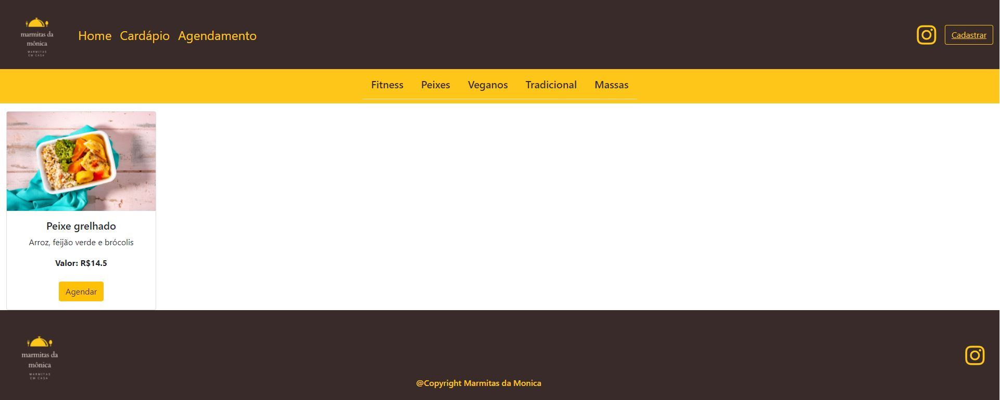 marmitas da
mônica
MARMITAS
EM CASA
Home Cardápio Agendamento
Cadastrar
Fitness Peixes Veganos Tradicional Massas
Peixe grelhado
Arroz, feijão verde e brócolis
Valor: R$14.5
Agendar
marmitas da
mônica
MARMITAS
EM CASA
@Copyright Marmitas da Monica